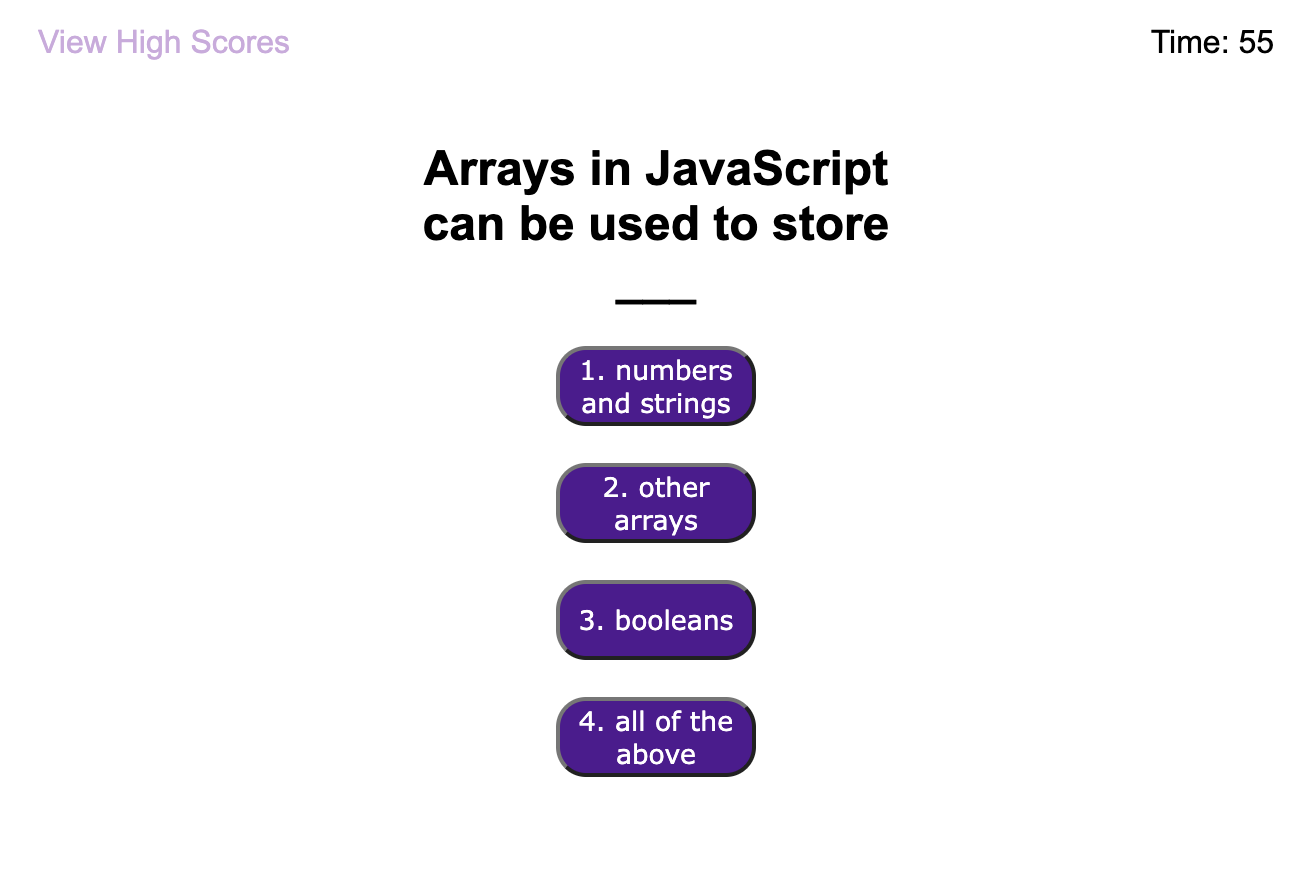 View High Scores
Time: 55
Arrays in JavaScript
can be used to store
___
1. numbers
and strings
2. other
arrays
3. booleans
4. all of the
above